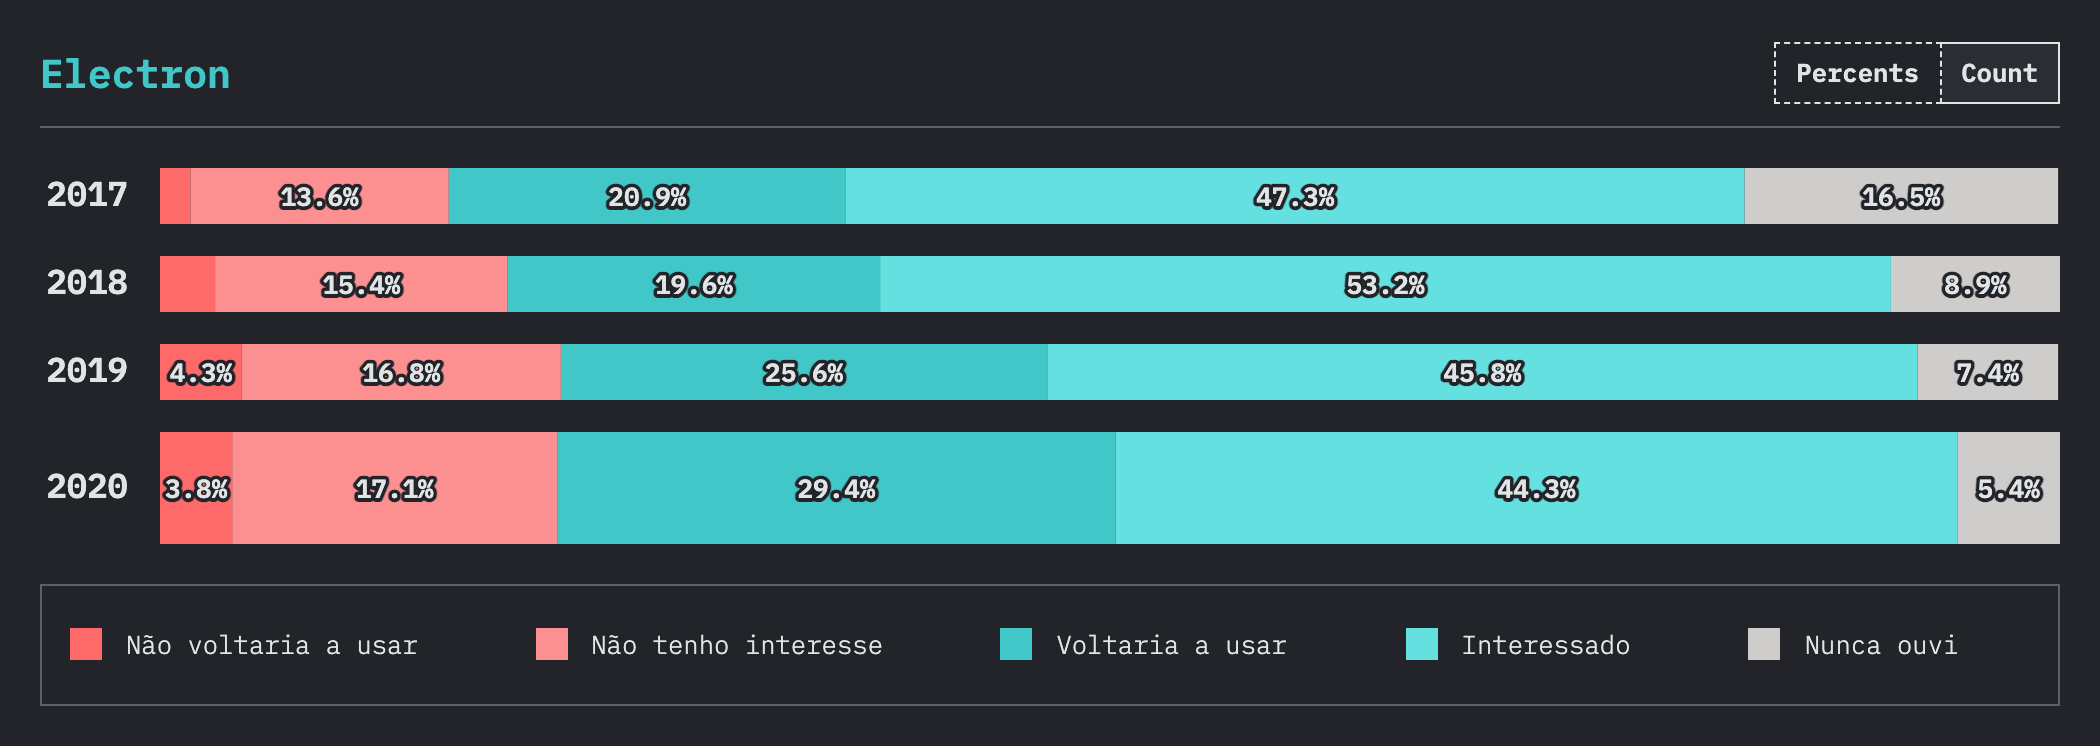 Electron
Percents Count
2017 13.6% 20.9% 47.3% 16.5%
2018 15.4% 19.6% 53.2% 8.9%
2019 4.3% 16.8% 25.6% 45.8% 7.4%
2020 3.8% 17.1% 29.4% 44.3% 5.4%
Não voltaria a usar Não tenho interesse Voltaria a usar Interessado Nunca ouvi